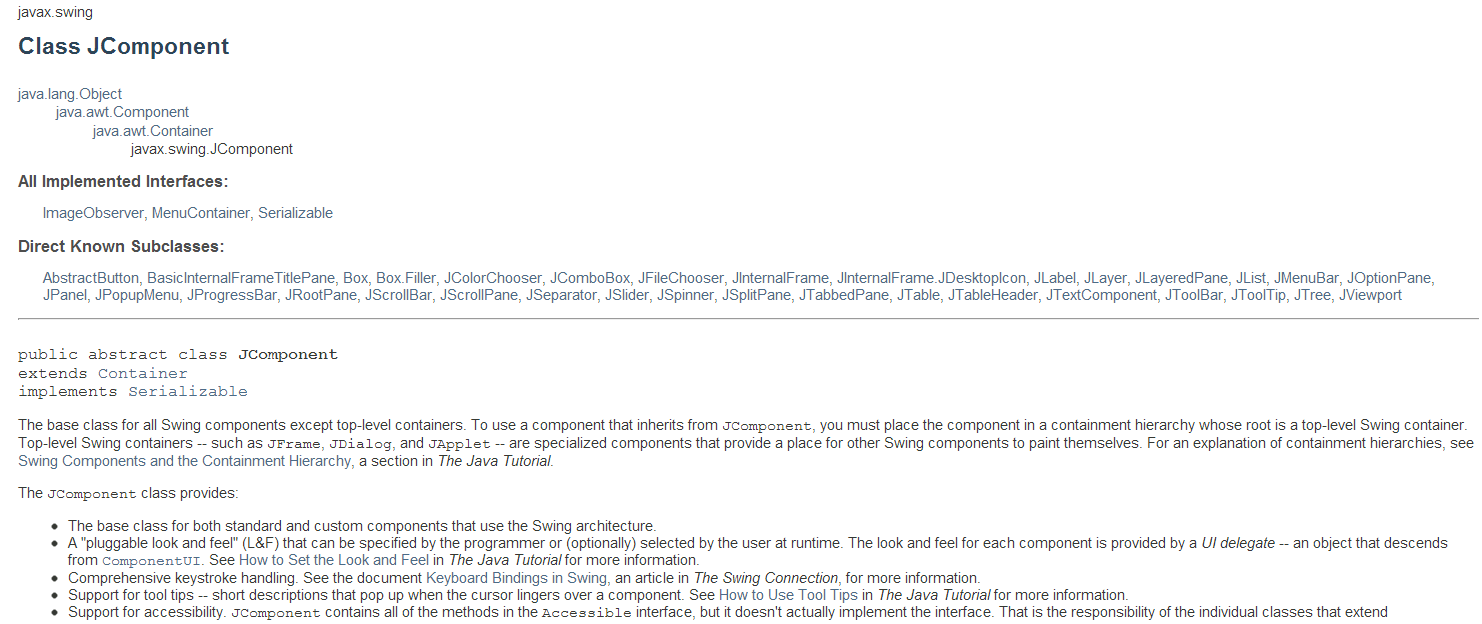 javax.swing
Class JComponent
java.lang.Object
java.awt.Component
java.awt.Container
javax.swing.JComponent
All Implemented Interfaces:
ImageObserver, MenuContainer, Serializable
Direct Known Subclasses:
AbstractButton, BasicInternalFrameTitlePane, Box, Box.Filler, JColorChooser, JComboBox, JFileChooser, JInternalFrame, JInternalFrame.JDesktopIcon, JLabel, JLayer, JLayeredPane, JList, JMenuBar, JOptionPane,
JPanel, JPopupMenu, JProgressBar, JRootPane, JScrollBar, JScrollPane, JSeparator, JSlider, JSpinner, JSplitPane, JTabbedPane, JTable, JTableHeader, JTextComponent, JToolBar, JToolTip, JTree, JViewport
public abstract class JComponent
extends Container
implements Serializable
The base class for all Swing components except top-level containers. To use a component that inherits from JComponent, you must place the component in a containment hierarchy whose root is a top-level Swing container.
Top-level Swing containers -- such as JFrame, JDialog, and JApplet -- are specialized components that provide a place for other Swing components to paint themselves. For an explanation of containment hierarchies, see
Swing Components and the Containment Hierarchy, a section in The Java Tutorial.
The JComponent class provides:
• The base class for both standard and custom components that use the Swing architecture.
• A "pluggable look and feel" (L&F) that can be specified by the programmer or (optionally) selected by the user at runtime. The look and feel for each component is provided by a UI delegate -- an object that descends
from ComponentUI. See How to Set the Look and Feel in The Java Tutorial for more information.
• Comprehensive keystroke handling. See the document Keyboard Bindings in Swing, an article in The Swing Connection, for more information.
• Support for tool tips -- short descriptions that pop up when the cursor lingers over a component. See How to Use Tool Tips in The Java Tutorial for more information.
• Support for accessibility. JComponent contains all of the methods in the Accessible interface, but it doesn't actually implement the interface. That is the responsibility of the individual classes that extend